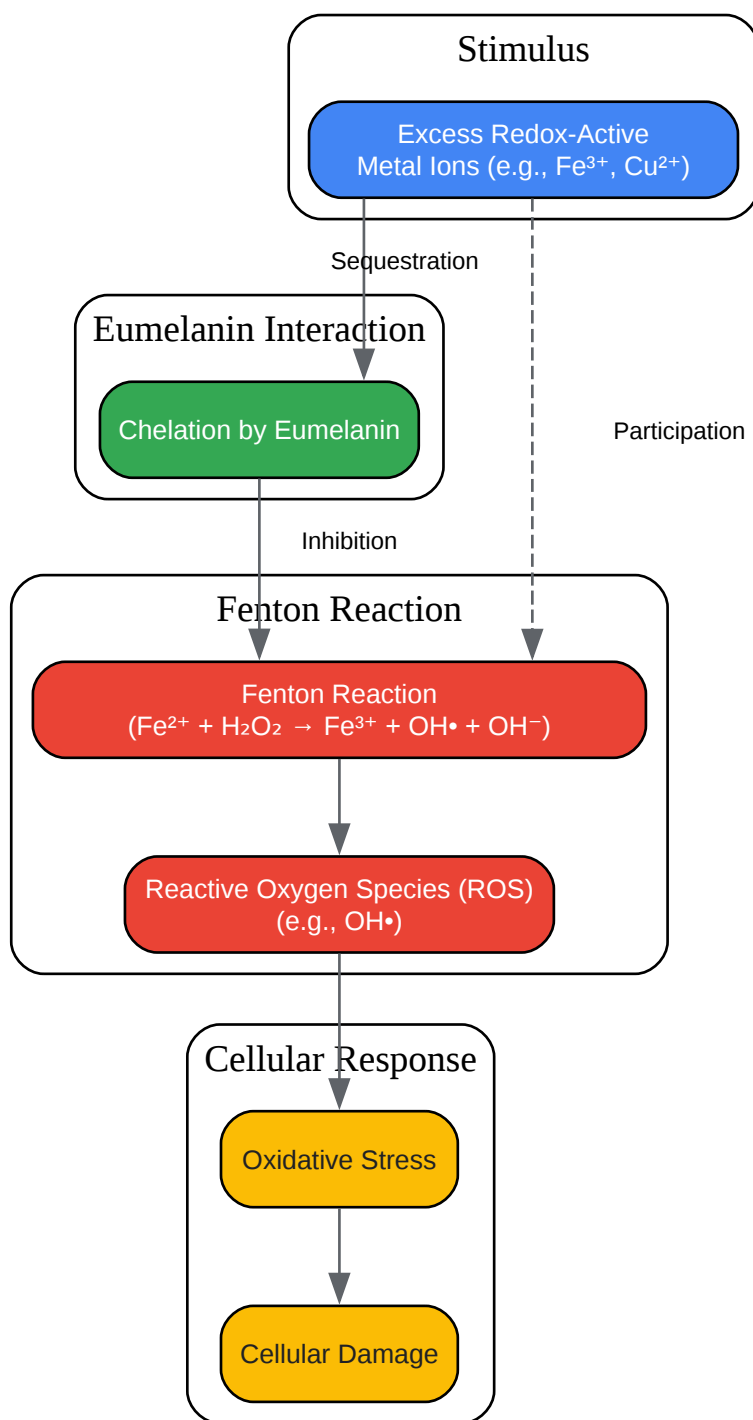 Stimulus
Excess Redox-Active
Metal Ions (e.g., Fe³⁺, Cu²⁺)
Sequestration
Eumelanin Interaction
Chelation by Eumelanin
Participation
Inhibition
Fenton Reaction
Fenton Reaction
(Fe²⁺ + H₂O₂ → Fe³⁺ + OH• + OH⁻)
Reactive Oxygen Species (ROS)
(e.g., OH•)
Cellular Response
Oxidative Stress
Cellular Damage